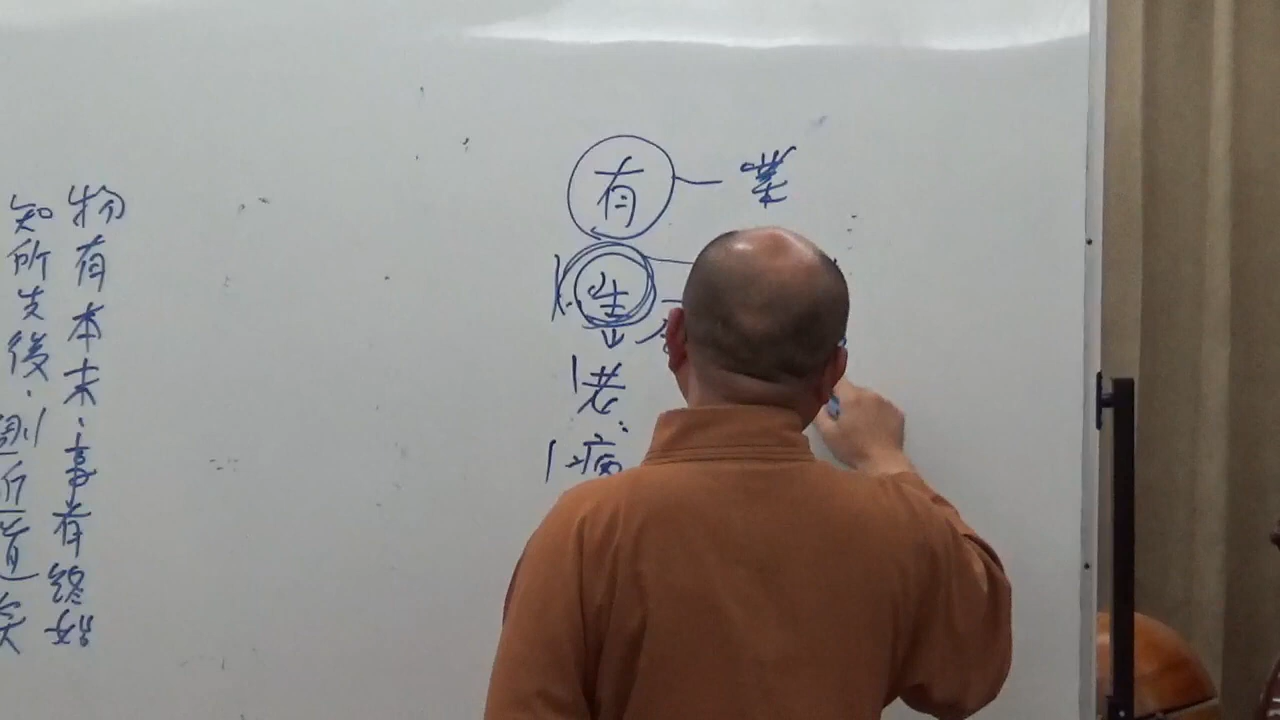 物有本末，事有終始
知所先後，則所道矣
有 — 業
生
老
病